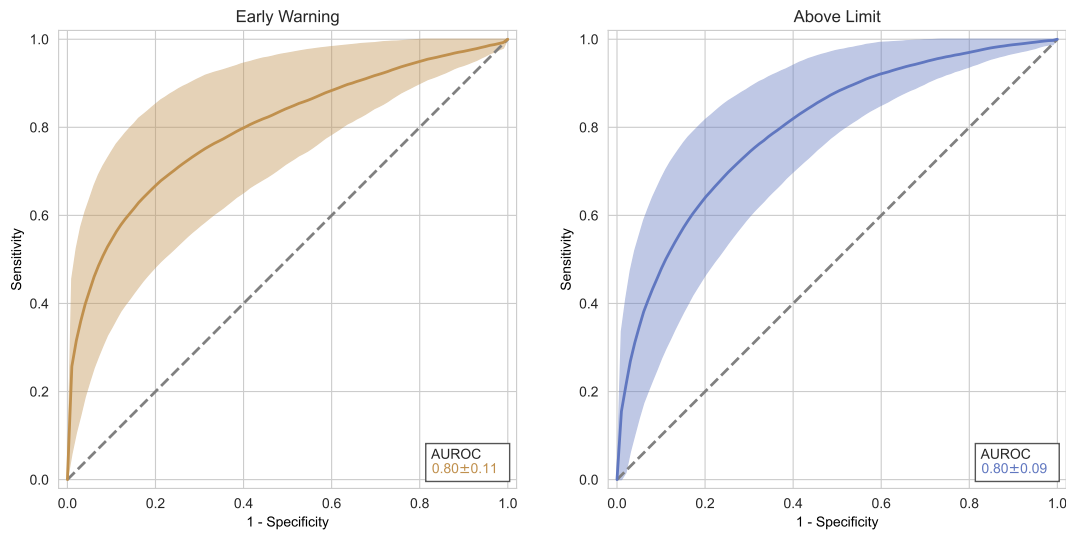 Early Warning
1.0
0.8
0.6
0.4
0.2
0.0
Sensitivity
0.0 0.2 0.4 0.6 0.8 1.0
1 - Specificity
AUROC
0.80±0.11
Above Limit
1.0
0.8
0.6
0.4
0.2
0.0
Sensitivity
0.0 0.2 0.4 0.6 0.8 1.0
1 - Specificity
AUROC
0.80±0.09